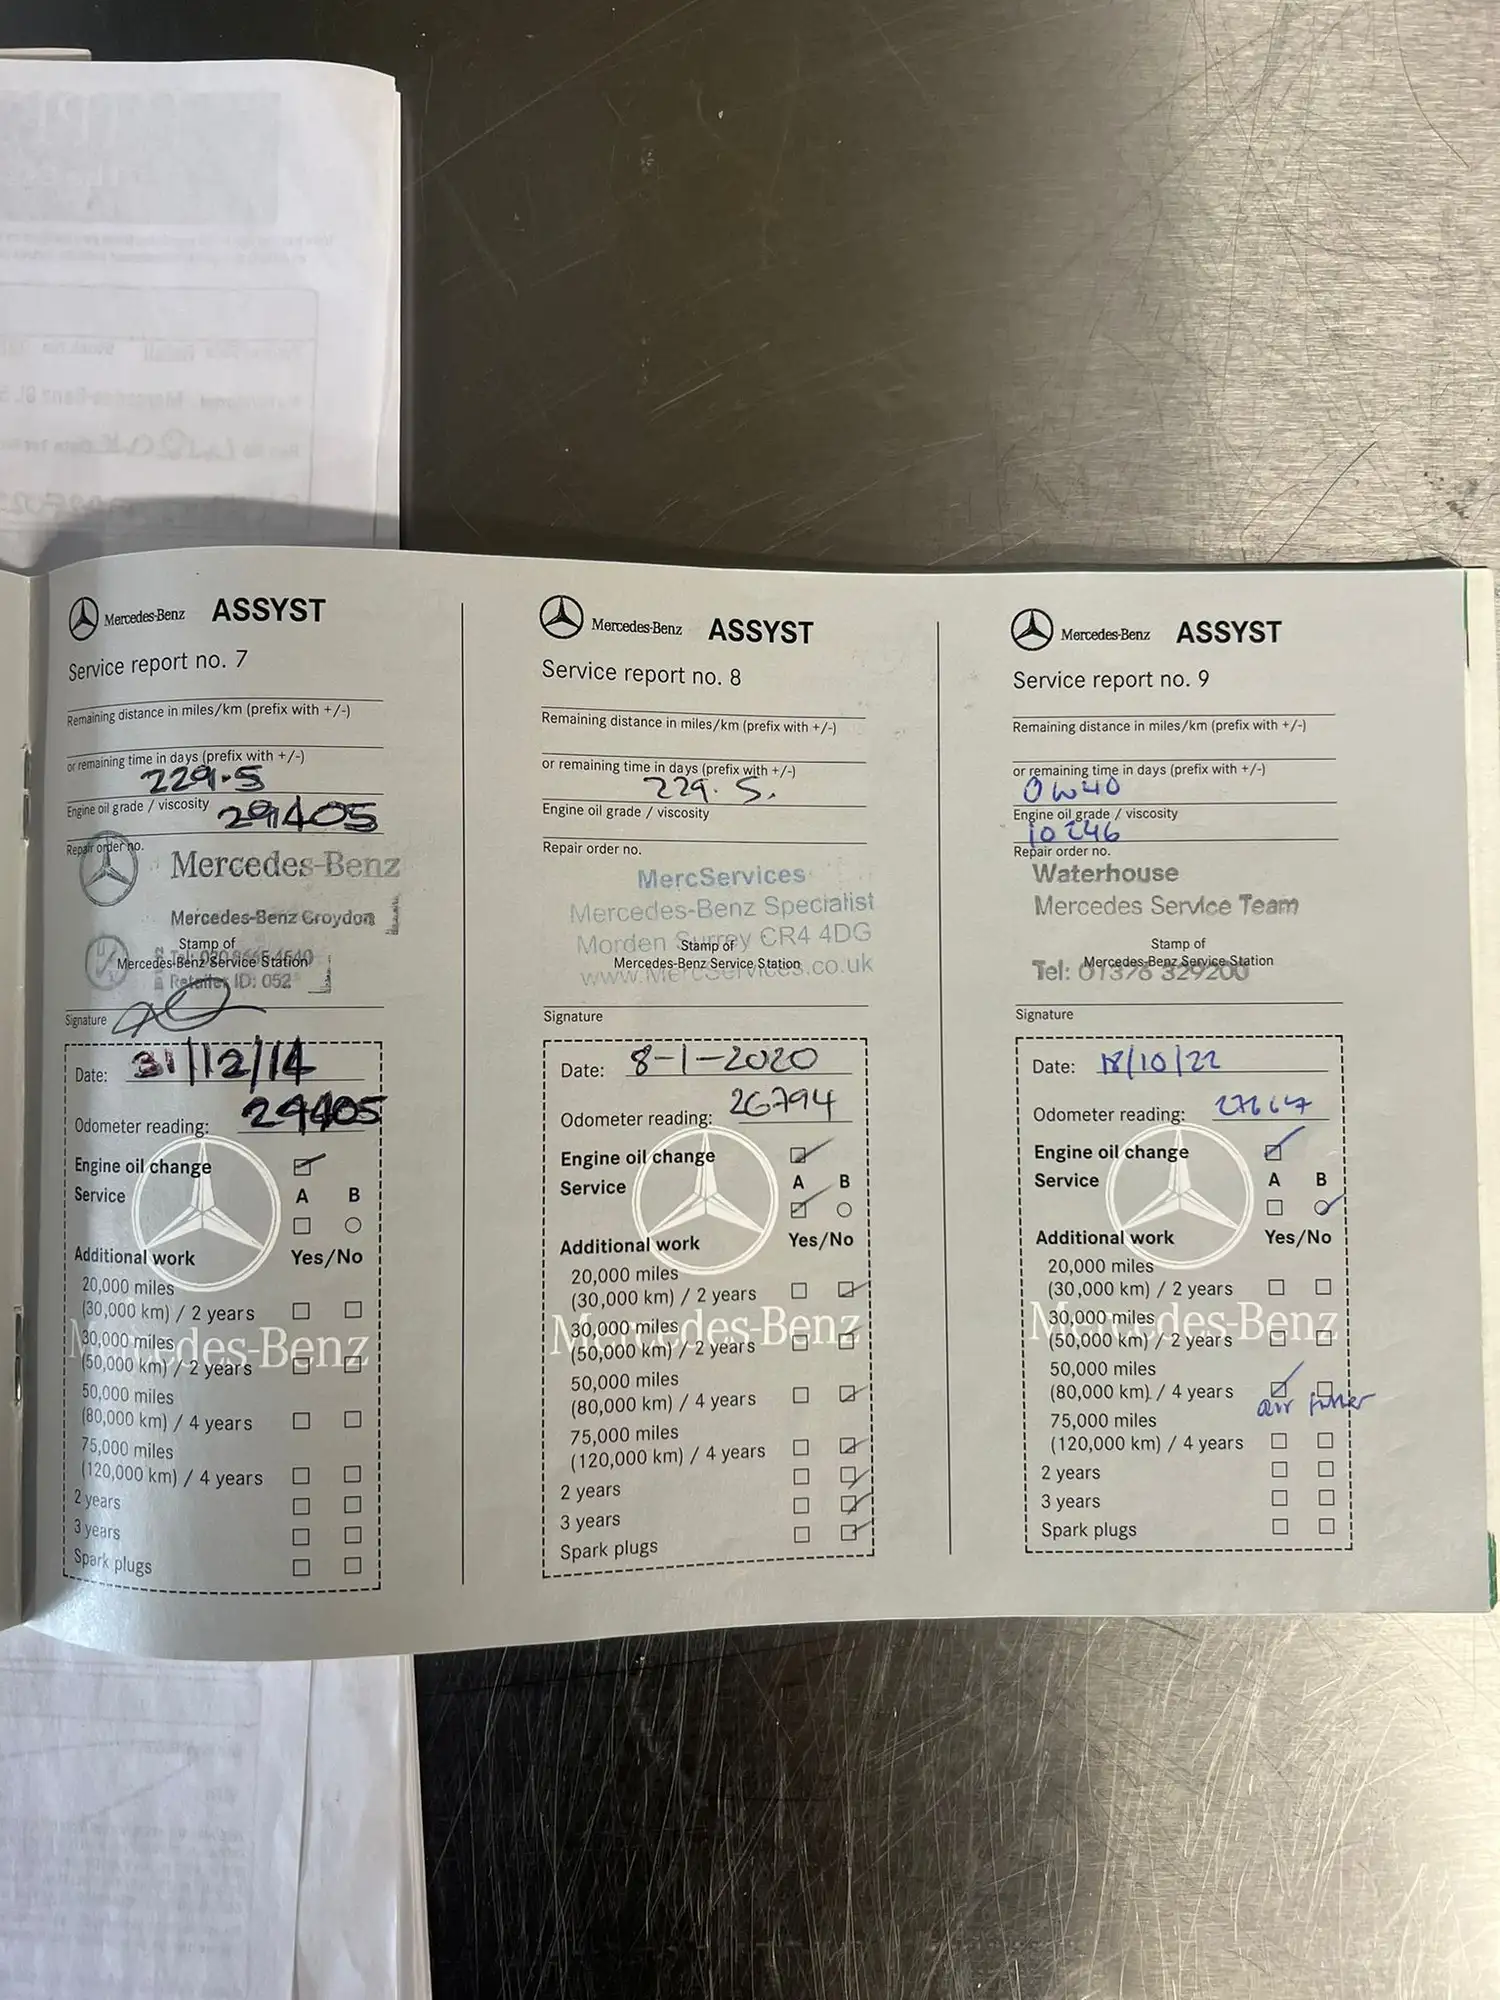 Mercedes-Benz ASSYST
Service report no. 7
Remaining distance in miles/km (prefix with +/-)
or remaining time in days (prefix with +/-)
229.5
Engine oil grade / viscosity
29405
Repair order no.
Mercedes-Benz
Mercedes-Benz Croydon
Stamp of
Mercedes-Benz Service Station
Retailer ID: 052
Signature
Date: 31/12/14
Odometer reading: 29405
Engine oil change
Service A B
Additional work Yes/No
20,000 miles
(30,000 km) / 2 years
30,000 miles
(50,000 km) / 2 years
50,000 miles
(80,000 km) / 4 years
75,000 miles
(120,000 km) / 4 years
2 years
3 years
Spark plugs
Mercedes-Benz
Mercedes-Benz ASSYST
Service report no. 8
Remaining distance in miles/km (prefix with +/-)
or remaining time in days (prefix with +/-)
229.5.
Engine oil grade / viscosity
Repair order no.
MercServices
Mercedes-Benz Specialist
Morden Surrey CR4 4DG
Stamp of
Mercedes-Benz Service Station
www.MercServices.co.uk
Signature
Date: 8-1-2020
Odometer reading: 26794
Engine oil change
Service A B
Additional work Yes/No
20,000 miles
(30,000 km) / 2 years
30,000 miles
(50,000 km) / 2 years
50,000 miles
(80,000 km) / 4 years
75,000 miles
(120,000 km) / 4 years
2 years
3 years
Spark plugs
Mercedes-Benz
Mercedes-Benz ASSYST
Service report no. 9
Remaining distance in miles/km (prefix with +/-)
or remaining time in days (prefix with +/-)
0W40
Engine oil grade / viscosity
10246
Repair order no.
Waterhouse
Mercedes Service Team
Stamp of
Mercedes-Benz Service Station
Tel: 01376 329200
Signature
Date: 18/10/22
Odometer reading:
Engine oil change
Service A B
Additional work Yes/No
20,000 miles
(30,000 km) / 2 years
30,000 miles
(50,000 km) / 2 years
50,000 miles
(80,000 km) / 4 years
air
75,000 miles
(120,000 km) / 4 years
2 years
3 years
Spark plugs
Mercedes-Benz